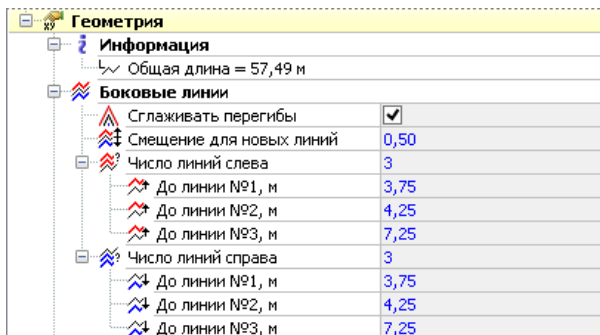 Геометрия
Информация
Общая длина = 57,49 м
Боковые линии
Сглаживать перегибы
Смещение для новых линий 0,50
Число линий слева 3
До линии №1, м 3,75
До линии №2, м 4,25
До линии №3, м 7,25
Число линий справа 3
До линии №1, м 3,75
До линии №2, м 4,25
До линии №3, м 7,25